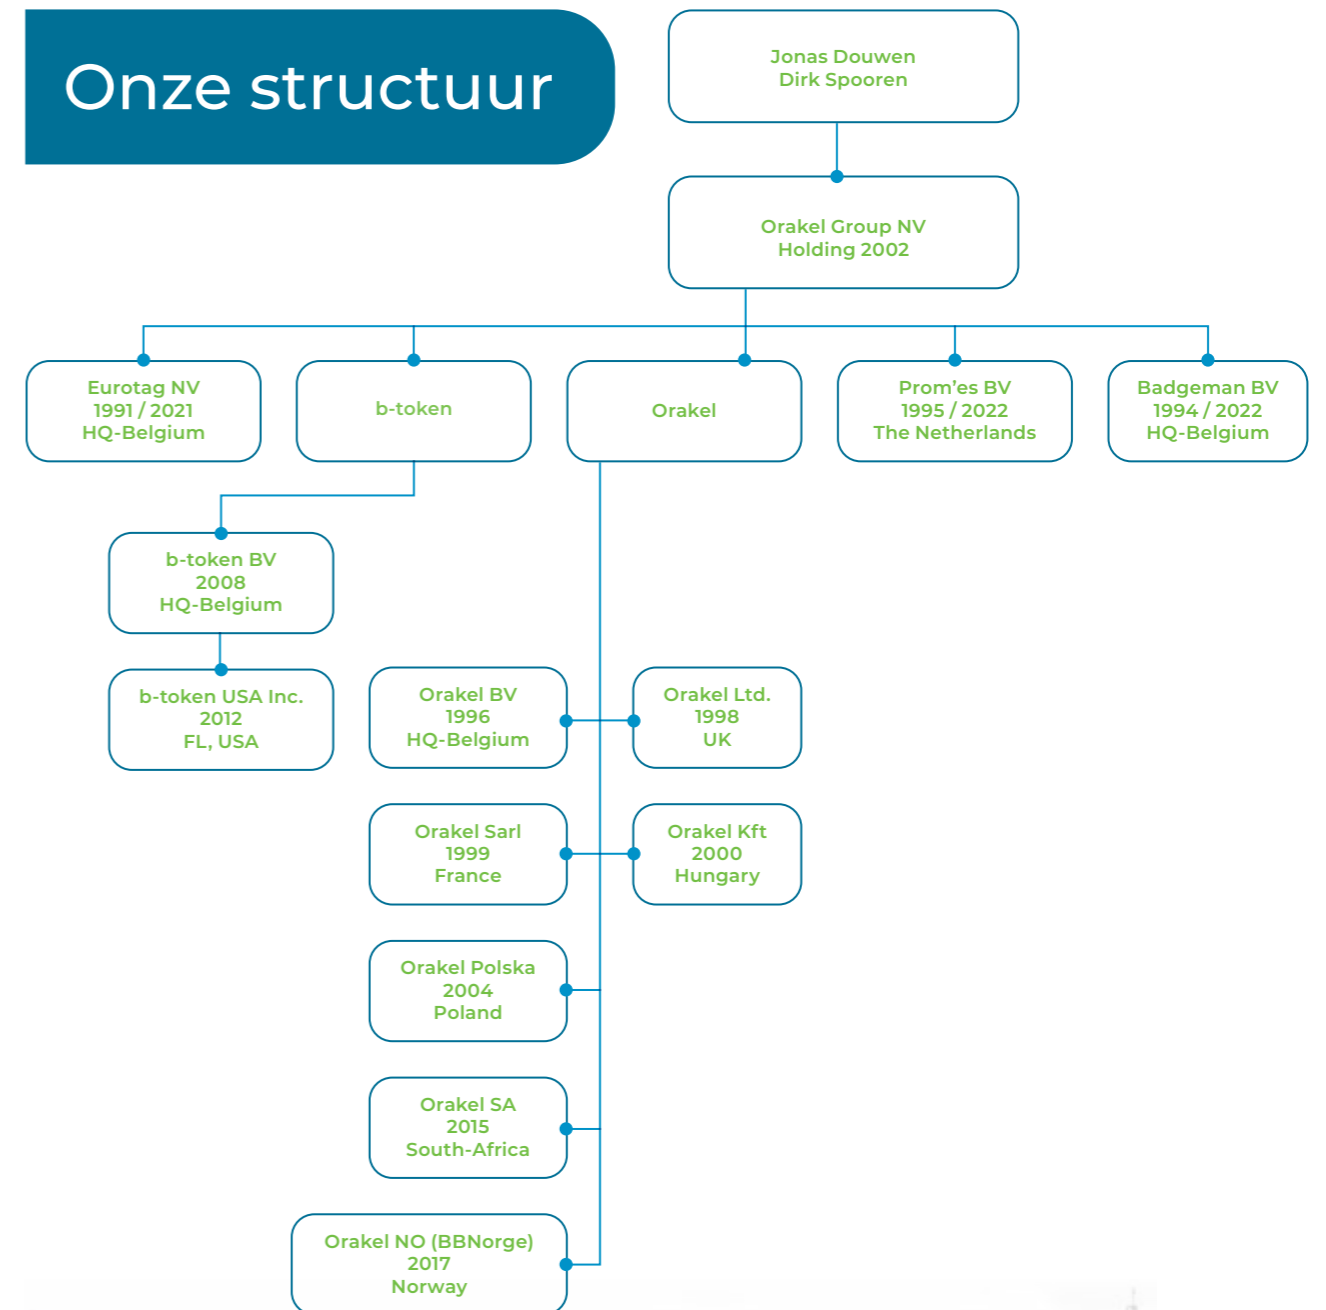 Onze structuur
Jonas Douwen
Dirk Spooren
Orakel Group NV
Holding 2002
Eurotag NV
1991 / 2021
HQ-Belgium
b-token
Orakel
Prom’es BV
1995 / 2022
The Netherlands
Badgeman BV
1994 / 2022
HQ-Belgium
b-token BV
2008
HQ-Belgium
b-token USA Inc.
2012
FL, USA
Orakel BV
1996
HQ-Belgium
Orakel Ltd.
1998
UK
Orakel Sarl
1999
France
Orakel Kft
2000
Hungary
Orakel Polska
2004
Poland
Orakel SA
2015
South-Africa
Orakel NO (BBNorge)
2017
Norway